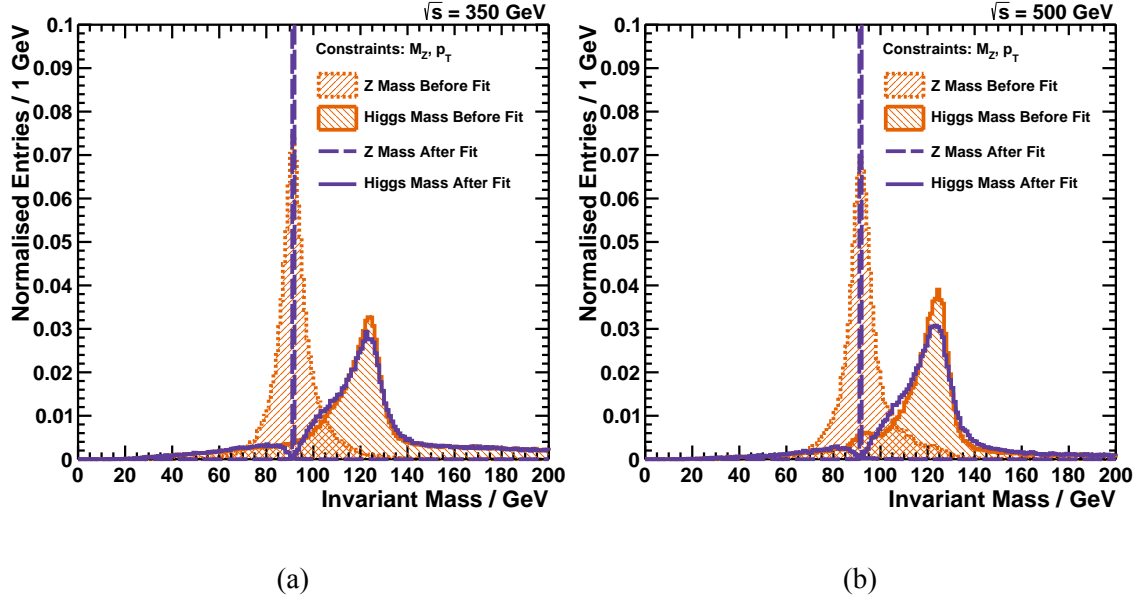 √s = 350 GeV
Normalised Entries / 1 GeV
0.1
0.09
0.08
0.07
0.06
0.05
0.04
0.03
0.02
0.01
0
Constraints: M_Z, p_T
Z Mass Before Fit
Higgs Mass Before Fit
Z Mass After Fit
Higgs Mass After Fit
0 20 40 60 80 100 120 140 160 180 200
Invariant Mass / GeV
(a)
√s = 500 GeV
Normalised Entries / 1 GeV
0.1
0.09
0.08
0.07
0.06
0.05
0.04
0.03
0.02
0.01
0
Constraints: M_Z, p_T
Z Mass Before Fit
Higgs Mass Before Fit
Z Mass After Fit
Higgs Mass After Fit
0 20 40 60 80 100 120 140 160 180 200
Invariant Mass / GeV
(b)